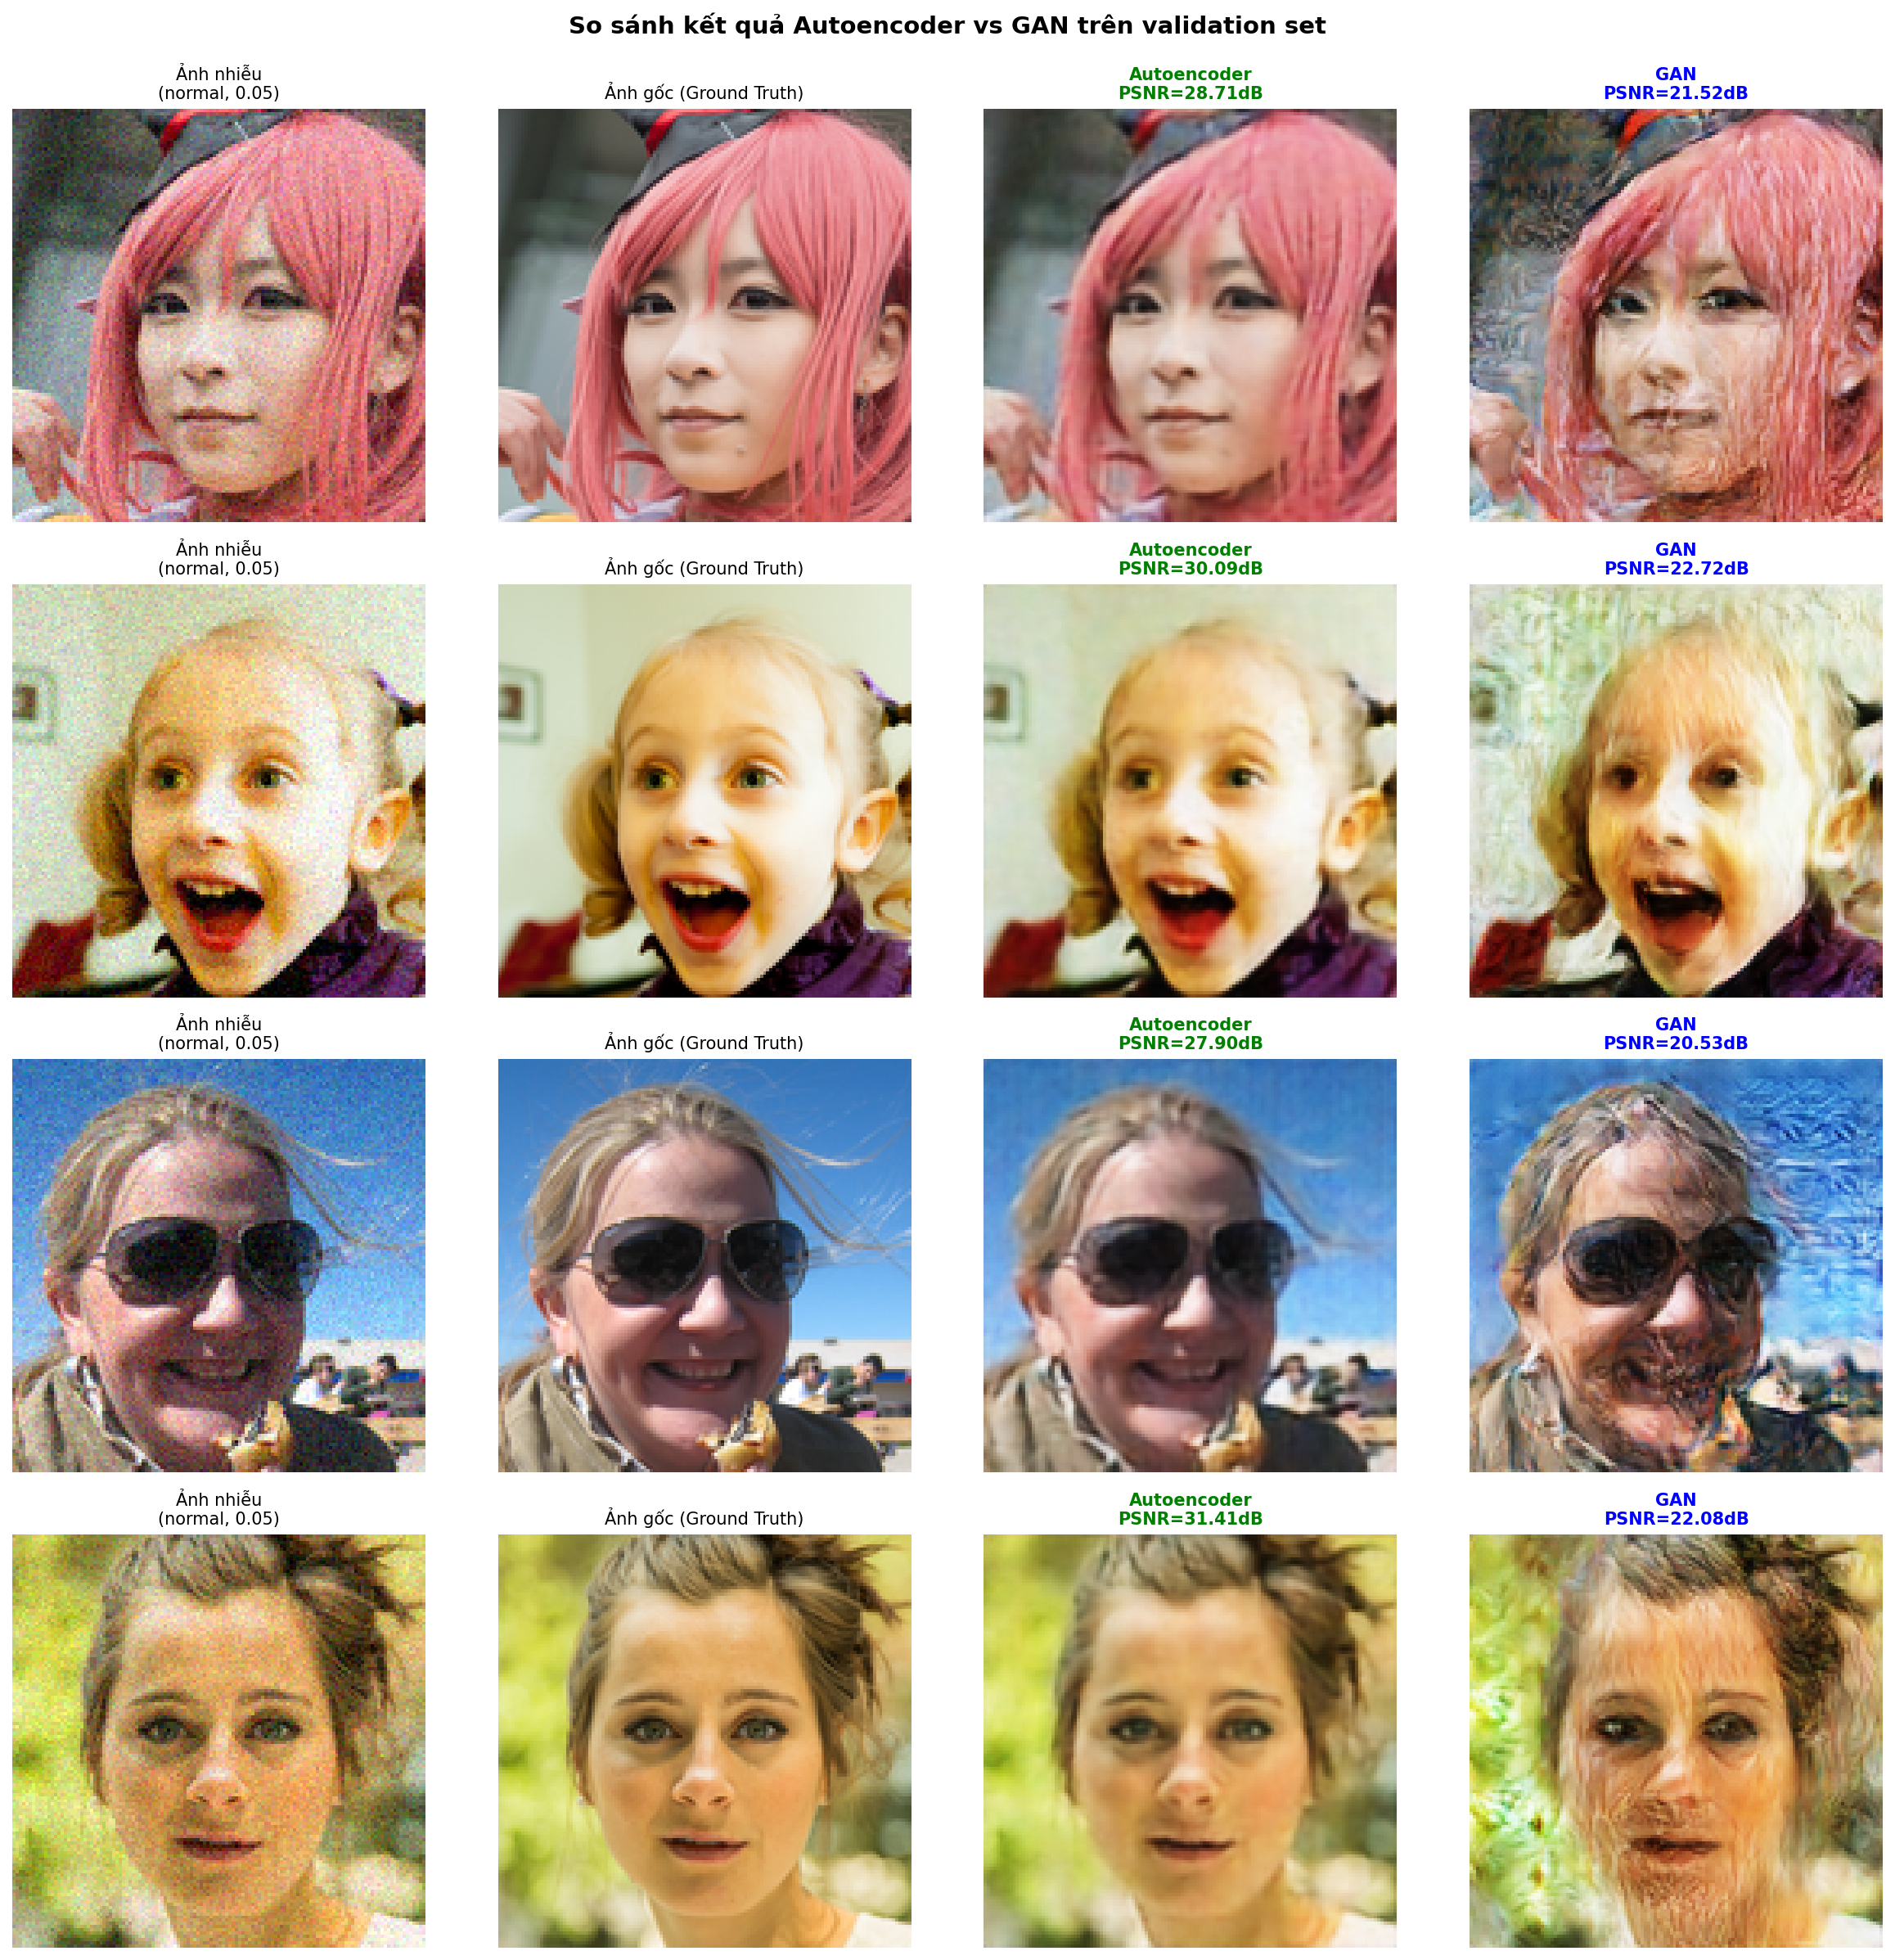 So sánh kết quả Autoencoder vs GAN trên validation set
Ảnh nhiễu
(normal, 0.05)
Ảnh gốc (Ground Truth)
Autoencoder
PSNR=28.71dB
GAN
PSNR=21.52dB
Ảnh nhiễu
(normal, 0.05)
Ảnh gốc (Ground Truth)
Autoencoder
PSNR=30.09dB
GAN
PSNR=22.72dB
Ảnh nhiễu
(normal, 0.05)
Ảnh gốc (Ground Truth)
Autoencoder
PSNR=27.90dB
GAN
PSNR=20.53dB
Ảnh nhiễu
(normal, 0.05)
Ảnh gốc (Ground Truth)
Autoencoder
PSNR=31.41dB
GAN
PSNR=22.08dB